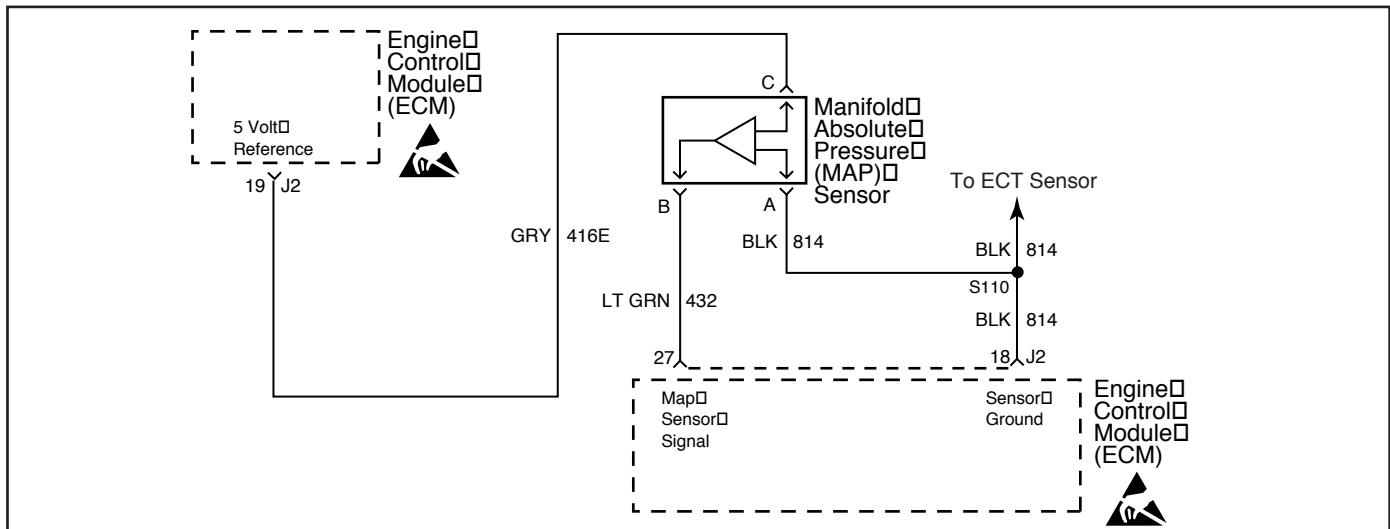 Engine
Control
Module
(ECM)
5 Volt
Reference
19 J2
C
Manifold
Absolute
Pressure
(MAP)
Sensor
To ECT Sensor
B
A
GRY 416E
BLK 814
BLK 814
S110
LT GRN 432
BLK 814
27
18 J2
Map
Sensor
Signal
Sensor
Ground
Engine
Control
Module
(ECM)